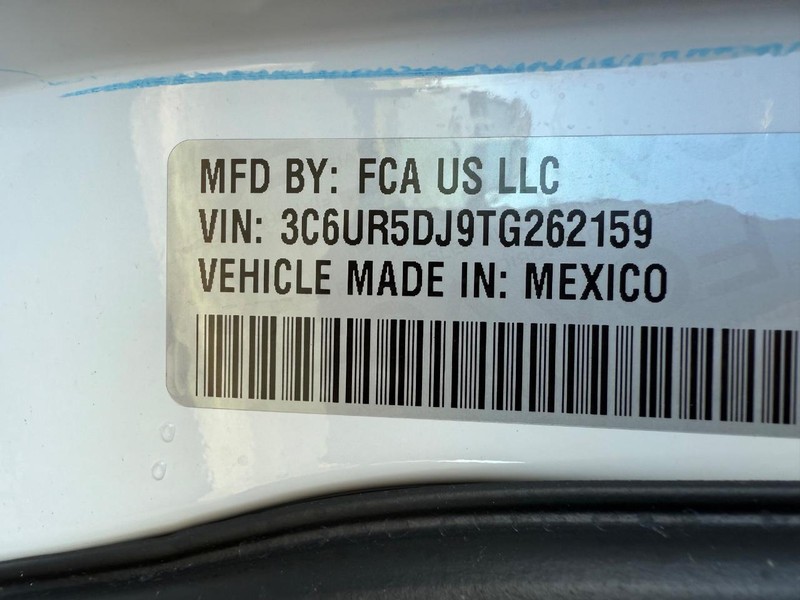 MFD BY: FCA US LLC
VIN: 3C6UR5DJ9TG262159
VEHICLE MADE IN: MEXICO